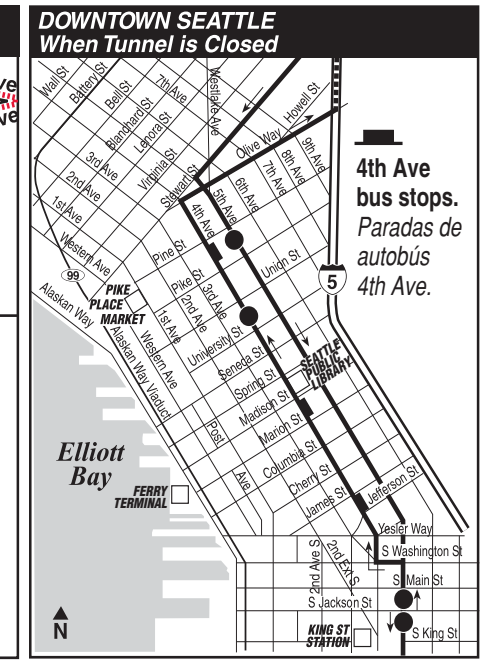 DOWNTOWN SEATTLE
When Tunnel is Closed
Wall St
Battery St
Bell St
Blanchard St
Lenora St
Virginia St
Stewart St
7th Ave
Westlake Ave
Howell St
Olive Way
9th Ave
8th Ave
7th Ave
6th Ave
5th Ave
4th Ave
3rd Ave
2nd Ave
1st Ave
Western Ave
99
Alaskan Way
PIKE
PLACE
MARKET
Pine St
Pike St
Union St
3rd Ave
2nd Ave
1st Ave
Western Ave
Alaskan Way Viaduct
University St
Seneda St
Spring St
Madison St
Marion St
Columbia St
Cherry St
James St
Jefferson St
Post
Ave
SEATTLE
PUBLIC
LIBRARY
5
4th Ave
bus stops.
Paradas de
autobús
4th Ave.
Elliott
Bay
FERRY
TERMINAL
Yesler Way
S Washington St
S Main St
S Jackson St
S King St
2nd Ave S
2nd Ext S
KING ST
STATION
N